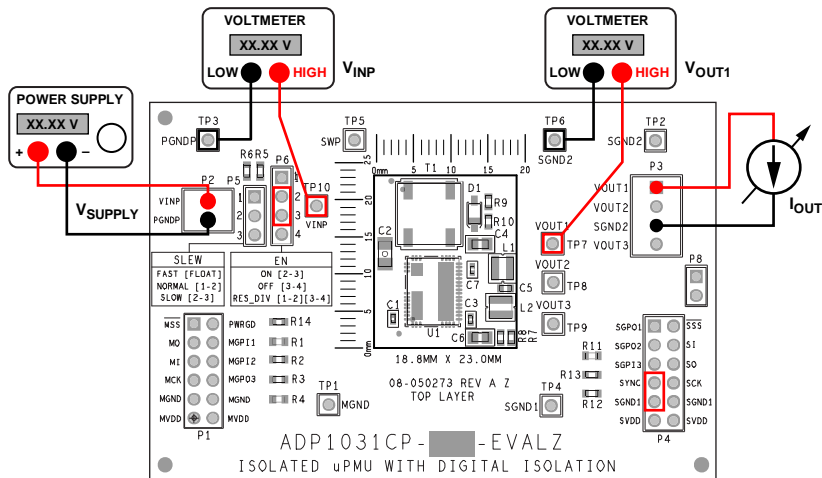 VOLTMETER
XX.XX V
LOW HIGH
VINP
VOLTMETER
XX.XX V
LOW HIGH
VOUT1
POWER SUPPLY
XX.XX V
+ −
VSUPPLY
TP3
PGNDP
TP5
SWP
TP6
SGND2
TP2
SGND2
IOUT
R6 R5
P6
1
2
3
4
P5
1
2
3
P2
VINP
PGNDP
TP10
VINP
25
20
15
10
5
0mm
0mm 5 10 15 20
T1
D1
R9
R10
C4
C2
L1
C7
C5
L2
C1
C3
U1
C6
R8
R7
VOUT1
TP7
VOUT2
TP8
VOUT3
TP9
P3
VOUT1
VOUT2
SGND2
VOUT3
P8
SLEW
FAST [FLOAT]
NORMAL [1-2]
SLOW [2-3]
EN
ON [2-3]
OFF [3-4]
RES_DIV [1-2][3-4]
MSS PWRGD R14
MO MGPI1 R1
MI MGPI2 R2
MCK MGPO3 R3
MGND MGND R4
MVDD MVDD
P1
TP1
MGND
18.8MM X 23.0MM
08-050273 REV A Z
TOP LAYER
TP4
SGND1
R11
R13
R12
SGPO1 SSS
SGPO2 SI
SGPI3 SO
SYNC SCK
SGND1 SGND1
SVDD SVDD
P4
ADP1031CP- -EVALZ
ISOLATED uPMU WITH DIGITAL ISOLATION